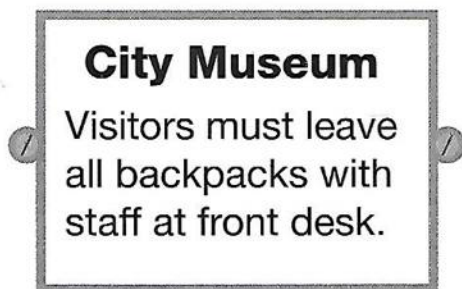 City Museum
Visitors must leave
all backpacks with
staff at front desk.